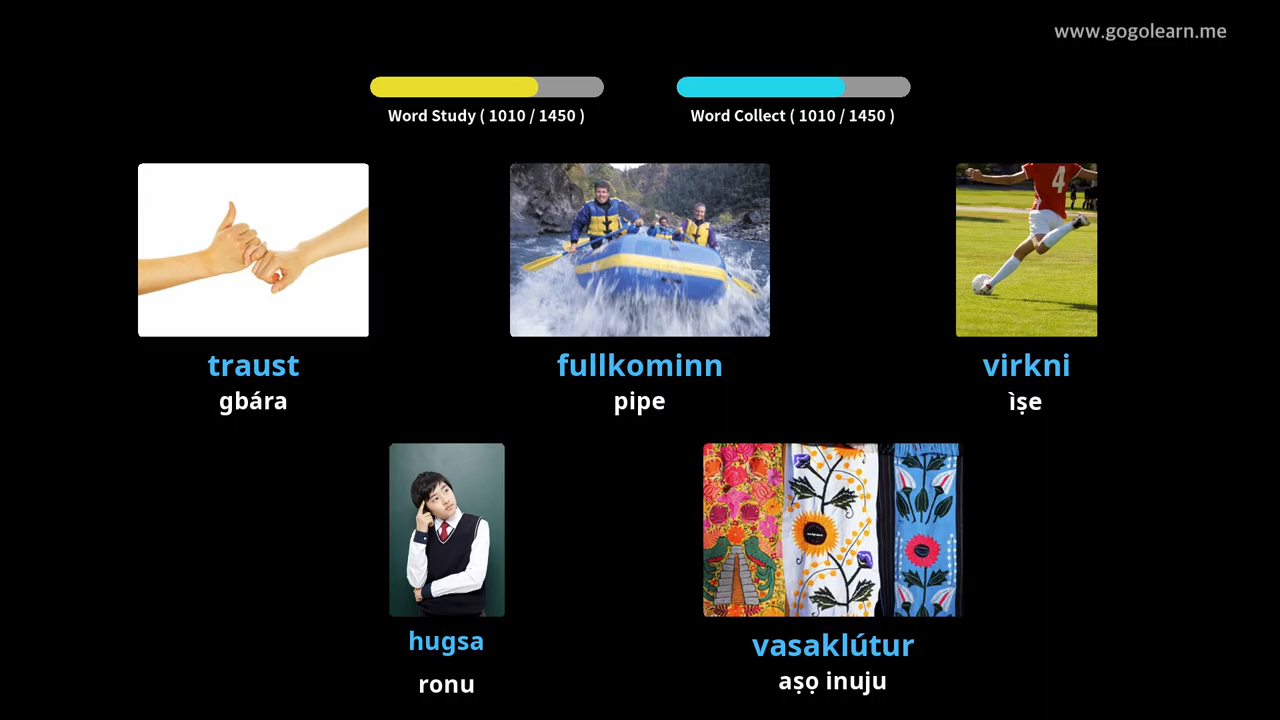 www.gogolearn.me
Word Study ( 1010 / 1450 )
Word Collect ( 1010 / 1450 )
4
traust
gbára
fullkominn
pipe
virkni
ìṣe
hugsa
ronu
vasaklútur
aṣọ inuju